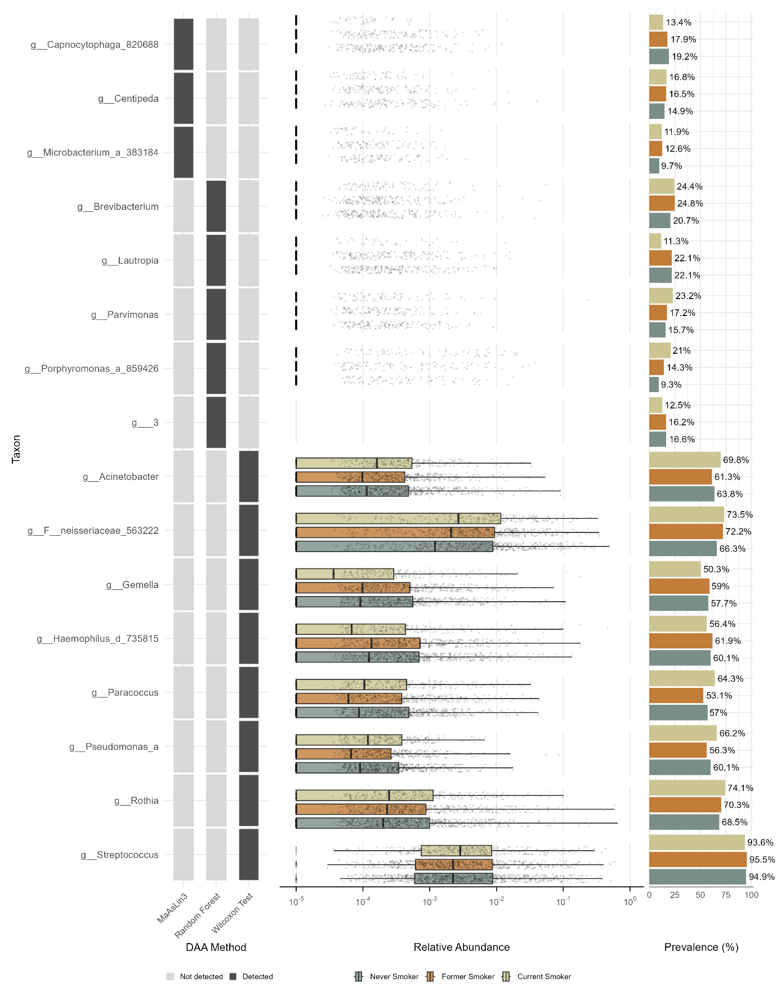 g__Capnocytophaga_820688
13.4%
17.9%
19.2%
g__Centipeda
16.8%
16.5%
14.9%
g__Microbacterium_a_383184
11.9%
12.6%
9.7%
g__Brevibacterium
24.4%
24.8%
20.7%
g__Lautropia
11.3%
22.1%
22.1%
g__Parvimonas
23.2%
17.2%
15.7%
g__Porphyromonas_a_859426
21%
14.3%
9.3%
g___3
12.5%
16.2%
16.6%
Taxon
g__Acinetobacter
69.8%
61.3%
63.8%
g__F__neisseriaceae_563222
73.5%
72.2%
66.3%
g__Gemella
50.3%
59%
57.7%
g__Haemophilus_d_735815
56.4%
61.9%
60.1%
g__Paracoccus
64.3%
53.1%
57%
g__Pseudomonas_a
66.2%
56.3%
60.1%
g__Rothia
74.1%
70.3%
68.5%
g__Streptococcus
93.6%
95.5%
94.9%
MaAsLin3
Random Forest
Wilcoxon Test
10-5 10-4 10-3 10-2 10-1 100
0 25 50 75 100
DAA Method
Relative Abundance
Prevalence (%)
Not detected Detected
Never Smoker Former Smoker Current Smoker